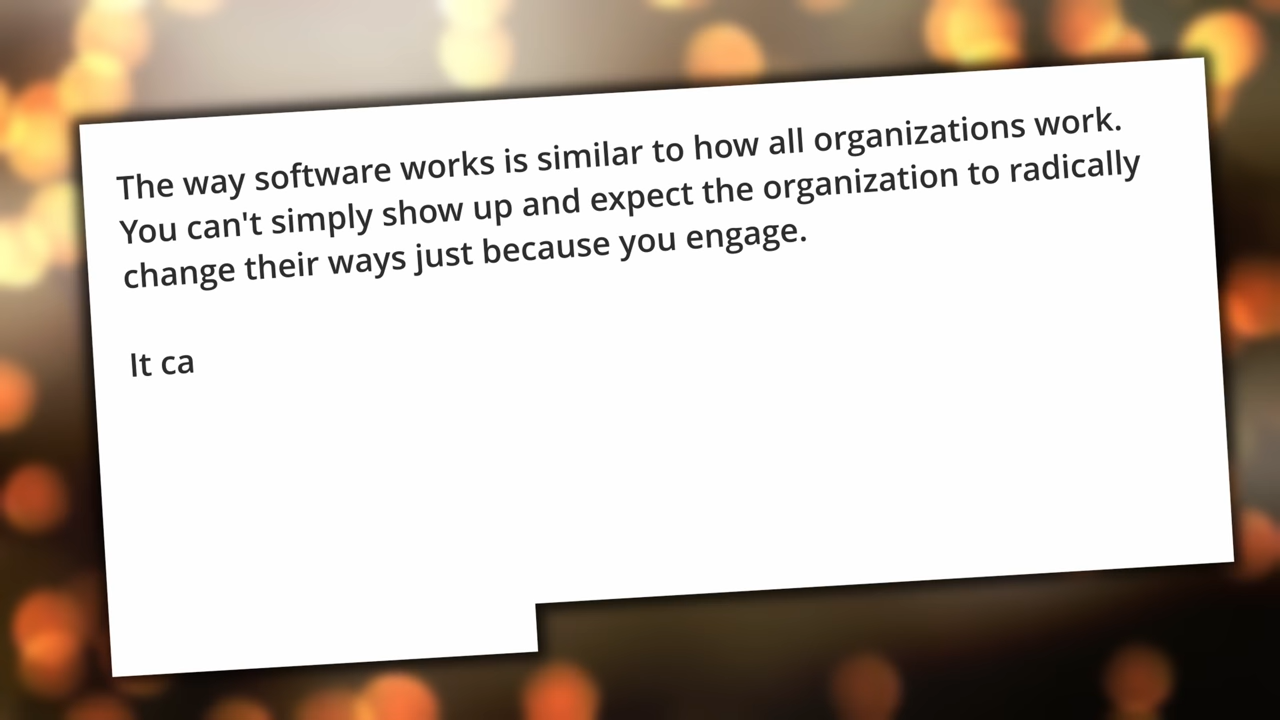 The way software works is similar to how all organizations work.
You can't simply show up and expect the organization to radically
change their ways just because you engage.
It ca